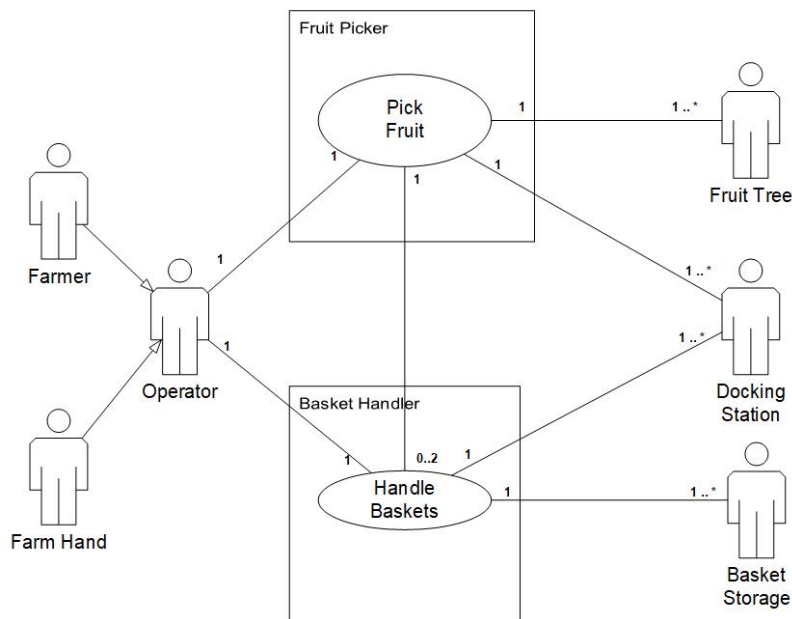 Fruit Picker
Pick
Fruit
1
1 .. *
Fruit Tree
1
1
1
Farmer
1
1 .. *
Operator
1
1 .. *
Docking
Station
Basket Handler
1
0..2
1
Handle
Baskets
1
1 .. *
Farm Hand
Basket
Storage